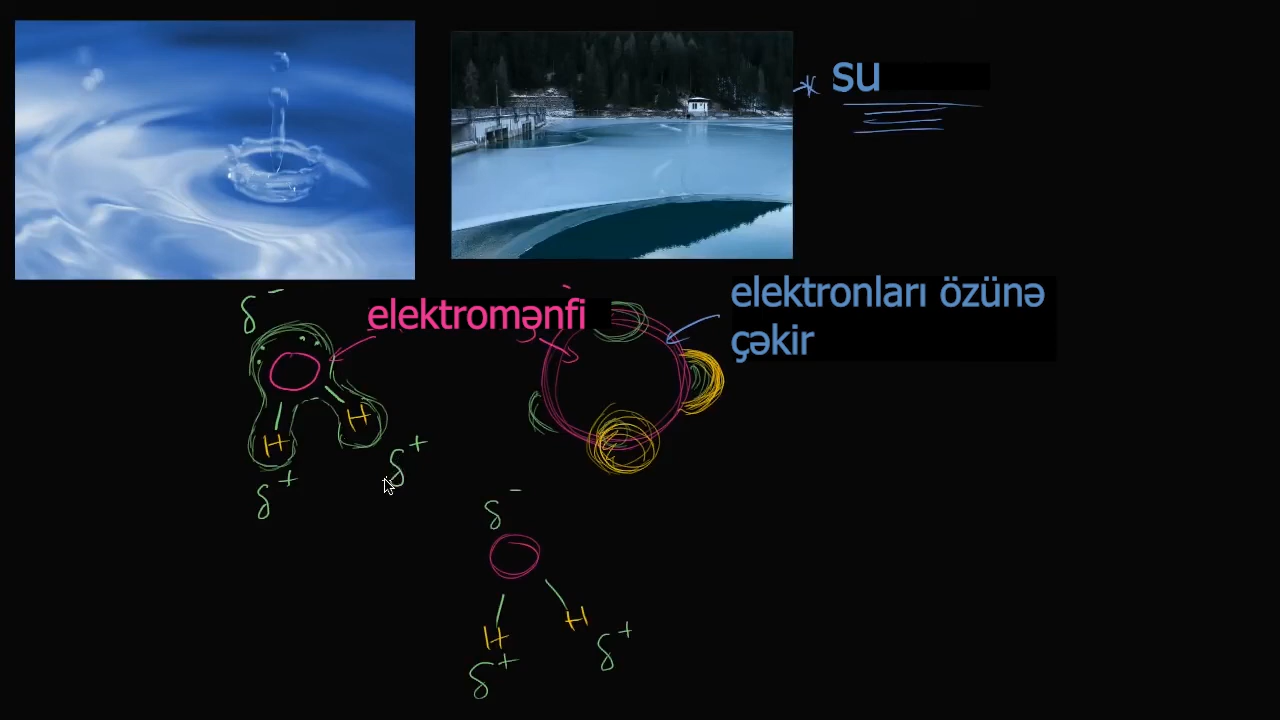 su
elektronları özünə
çəkir
elektromənfi
δ⁻
H
H
δ⁺
δ⁺
δ⁻
H
H
δ⁺
δ⁺